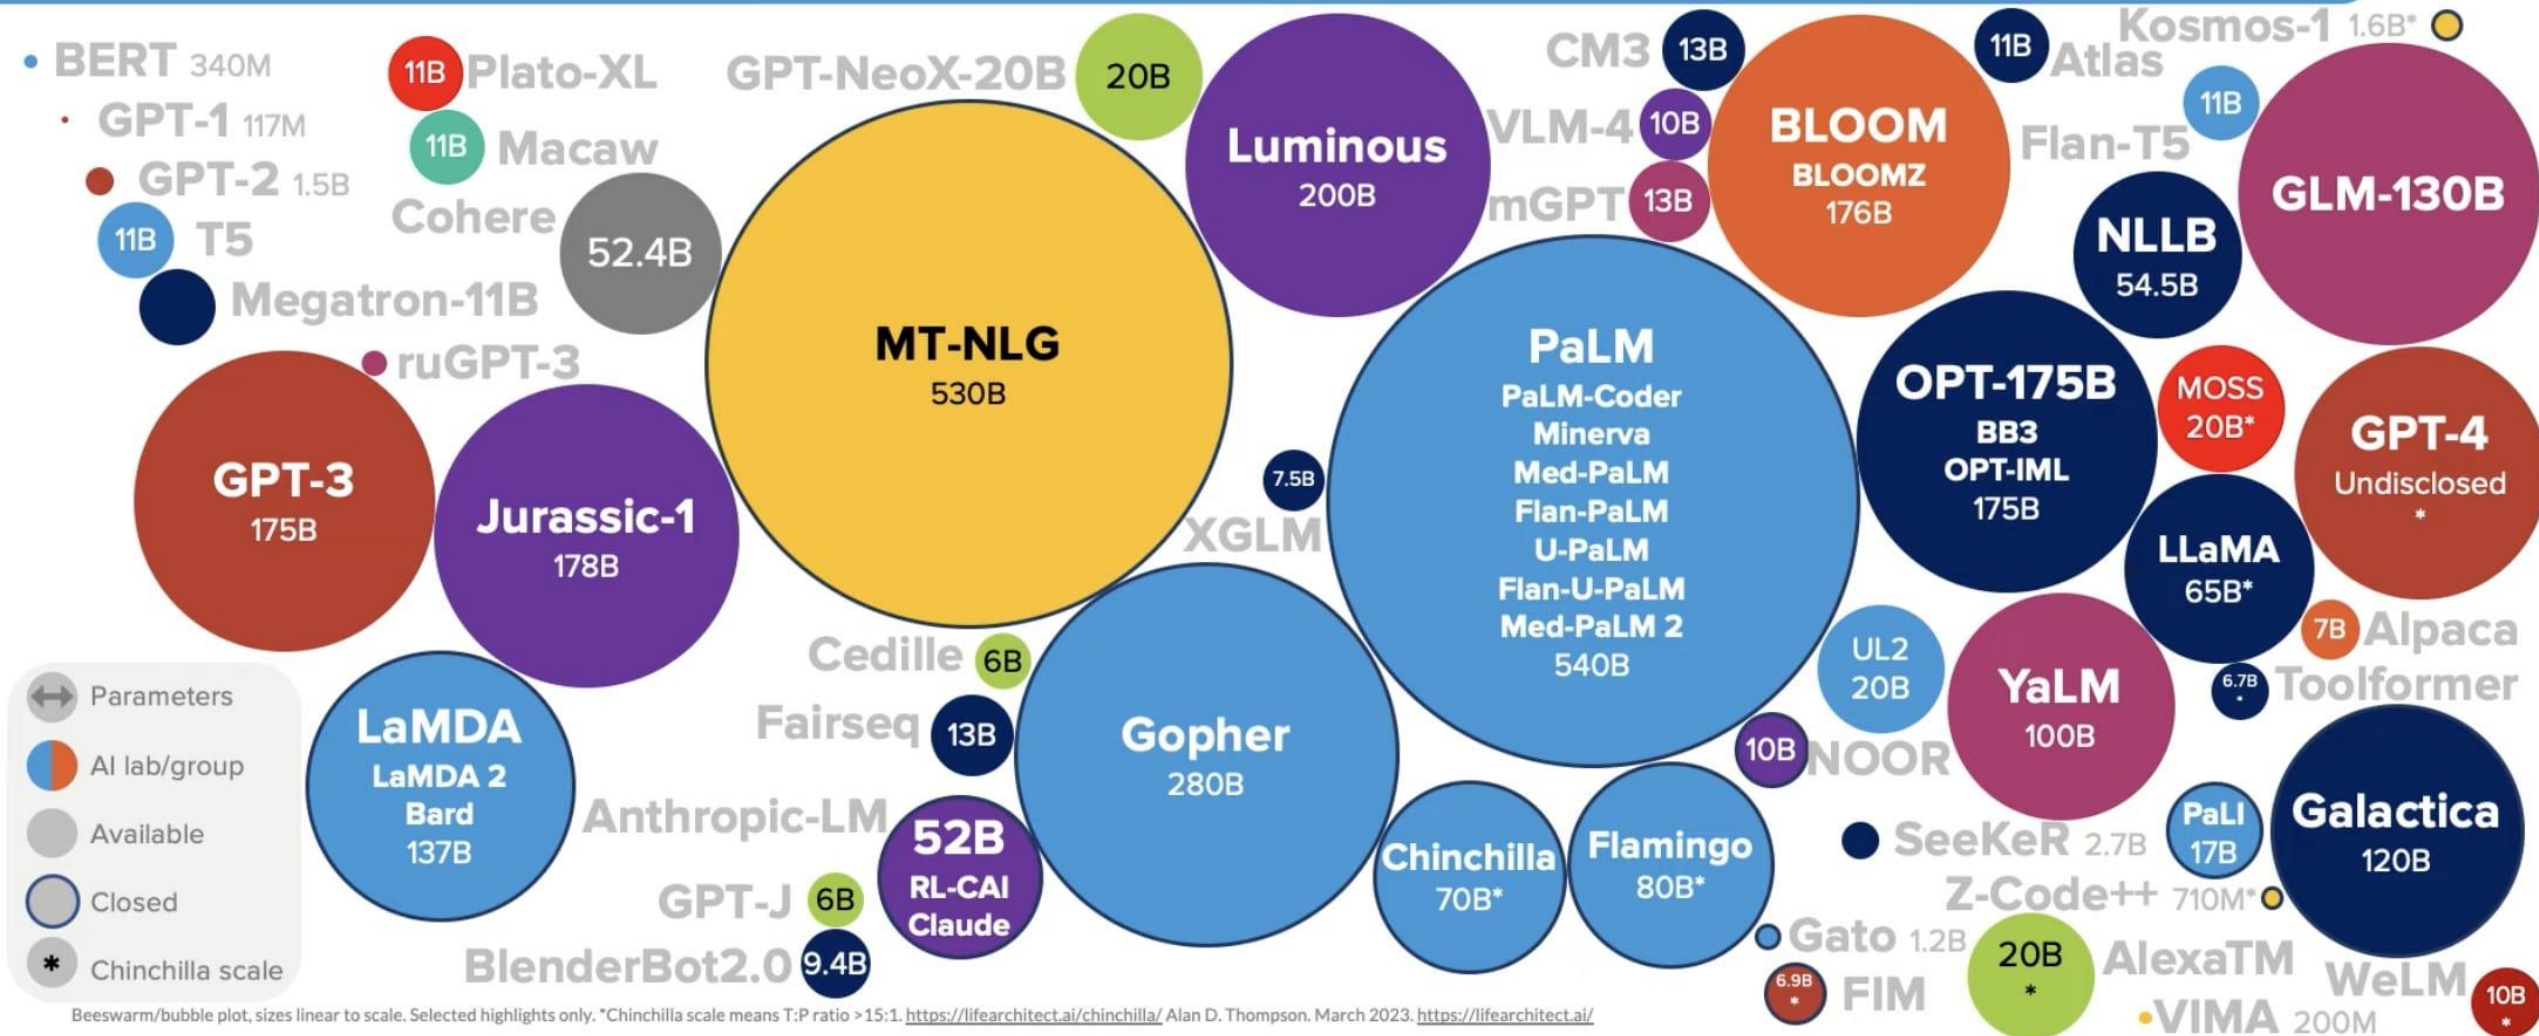 BERT 340M
GPT-1 117M
GPT-2 1.5B
11B T5
Megatron-11B
ruGPT-3
GPT-3
175B
11B Plato-XL
11B Macaw
Cohere
52.4B
Jurassic-1
178B
GPT-NeoX-20B 20B
MT-NLG
530B
Luminous
200B
CM3 13B
VLM-4 10B
mGPT 13B
BLOOM
BLOOMZ
176B
11B Atlas
Kosmos-1 1.6B*
11B
Flan-T5
GLM-130B
NLLB
54.5B
7.5B
XGLM
PaLM
PaLM-Coder
Minerva
Med-PaLM
Flan-PaLM
U-PaLM
Flan-U-PaLM
Med-PaLM 2
540B
OPT-175B
BB3
OPT-IML
175B
MOSS
20B*
GPT-4
Undisclosed
*
LLaMA
65B*
7B Alpaca
6.7B
*
Toolformer
UL2
20B
YaLM
100B
10B NOOR
LaMDA
LaMDA 2
Bard
137B
Cedille 6B
Fairseq 13B
Anthropic-LM
52B
RL-CAI
Claude
GPT-J 6B
BlenderBot2.0 9.4B
Gopher
280B
Chinchilla
70B*
Flamingo
80B*
SeeKeR 2.7B
PaLI
17B
Galactica
120B
Z-Code++ 710M*
Gato 1.2B
6.9B
*
FIM
20B
*
AlexaTM
WeLM
10B
*
VIMA 200M
Parameters
AI lab/group
Available
Closed
* Chinchilla scale
Beeswarm/bubble plot, sizes linear to scale. Selected highlights only. *Chinchilla scale means T:P ratio >15:1. https://lifearchitect.ai/chinchilla/ Alan D. Thompson. March 2023. https://lifearchitect.ai/